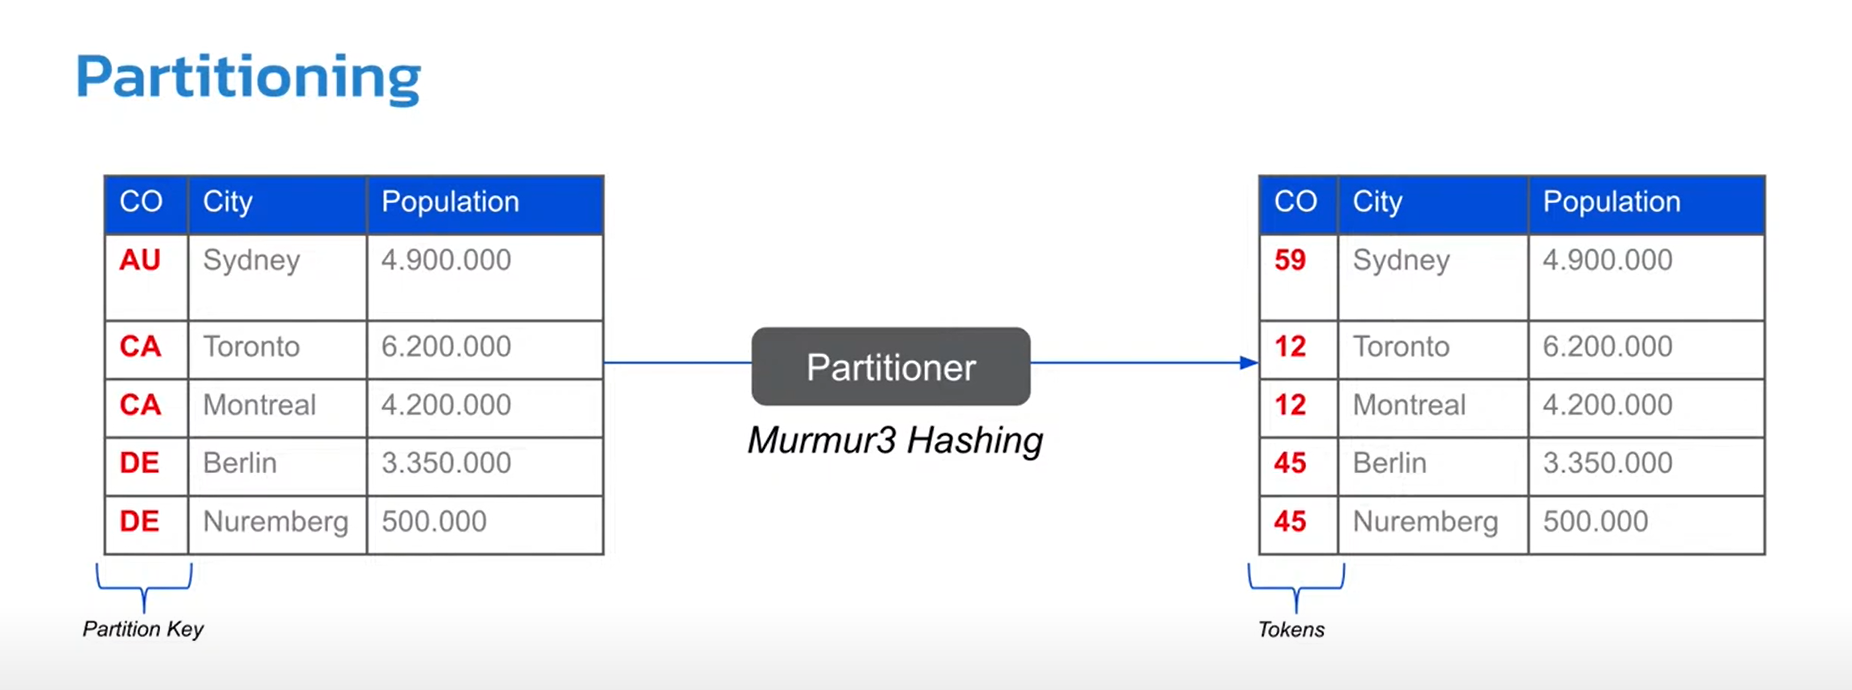 Partitioning
CO City Population
AU Sydney 4.900.000
CA Toronto 6.200.000
CA Montreal 4.200.000
DE Berlin 3.350.000
DE Nuremberg 500.000
Partition Key
Partitioner
Murmur3 Hashing
CO City Population
59 Sydney 4.900.000
12 Toronto 6.200.000
12 Montreal 4.200.000
45 Berlin 3.350.000
45 Nuremberg 500.000
Tokens